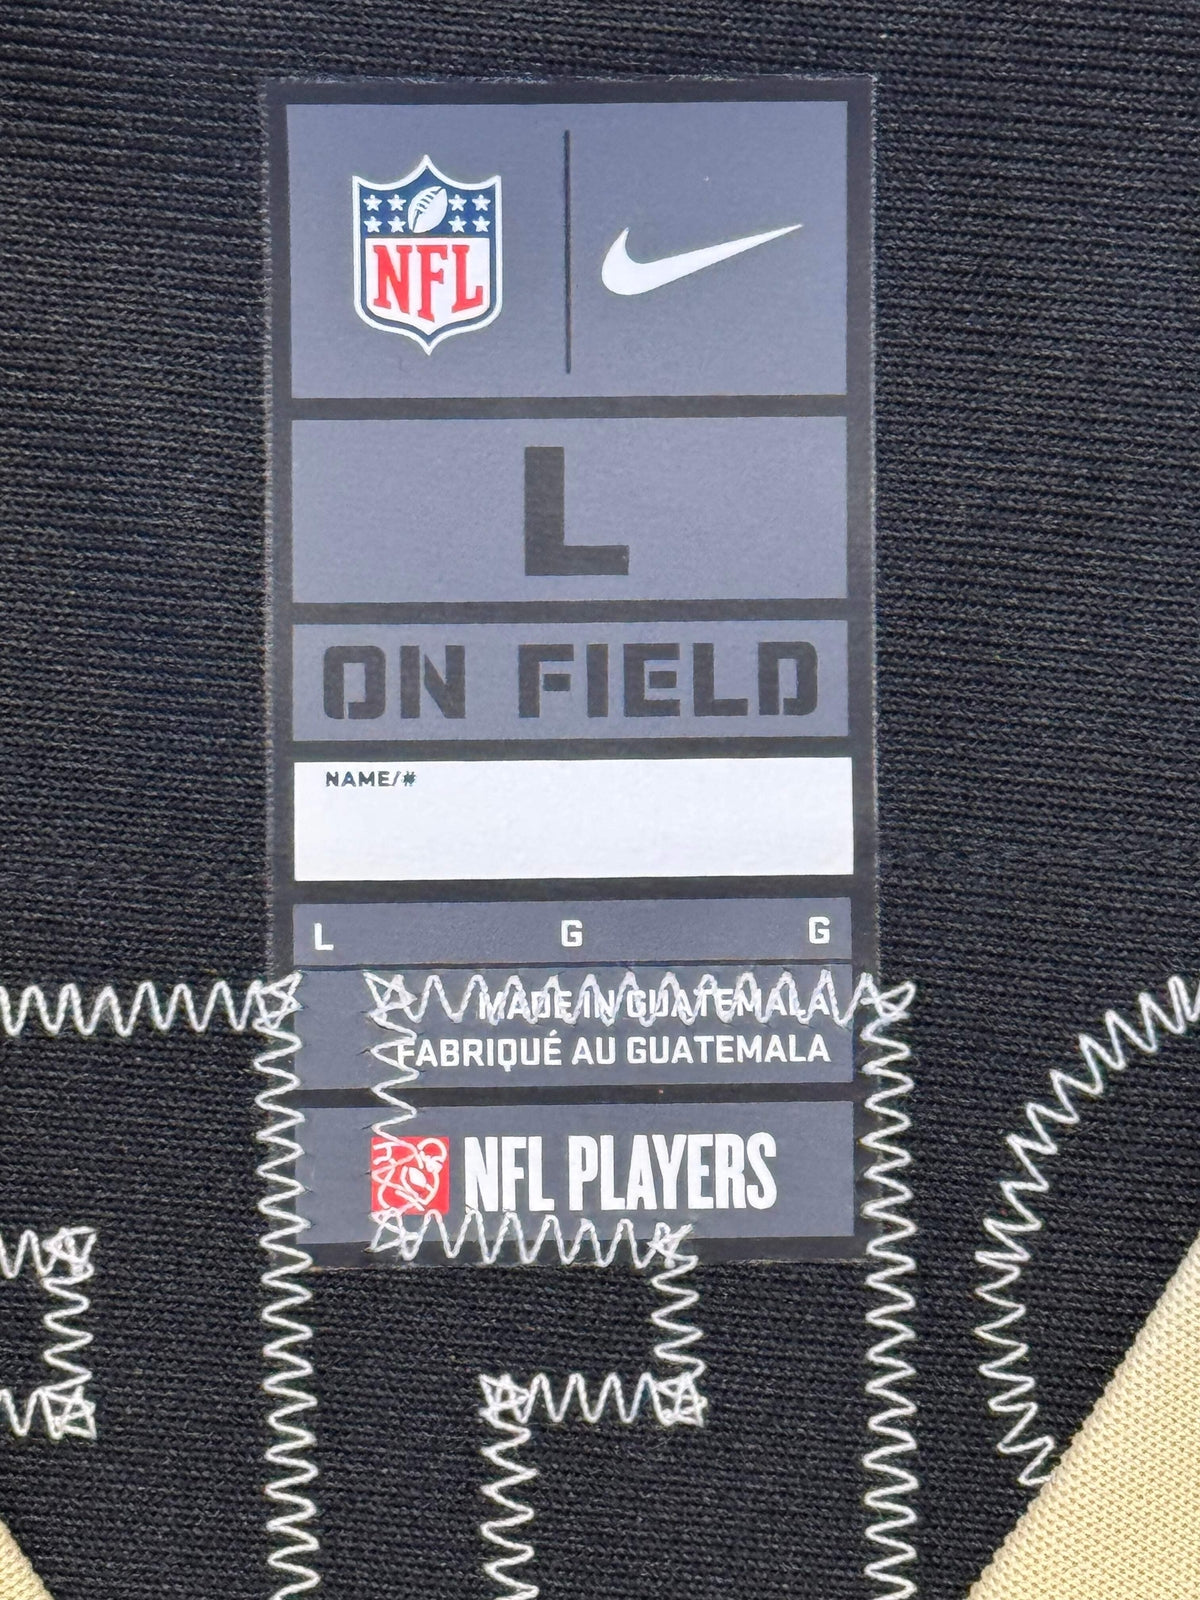 NFL
L
ON FIELD
NAME/#
L G G
MADE IN GUATEMALA
FABRIQUÉ AU GUATEMALA
NFL PLAYERS